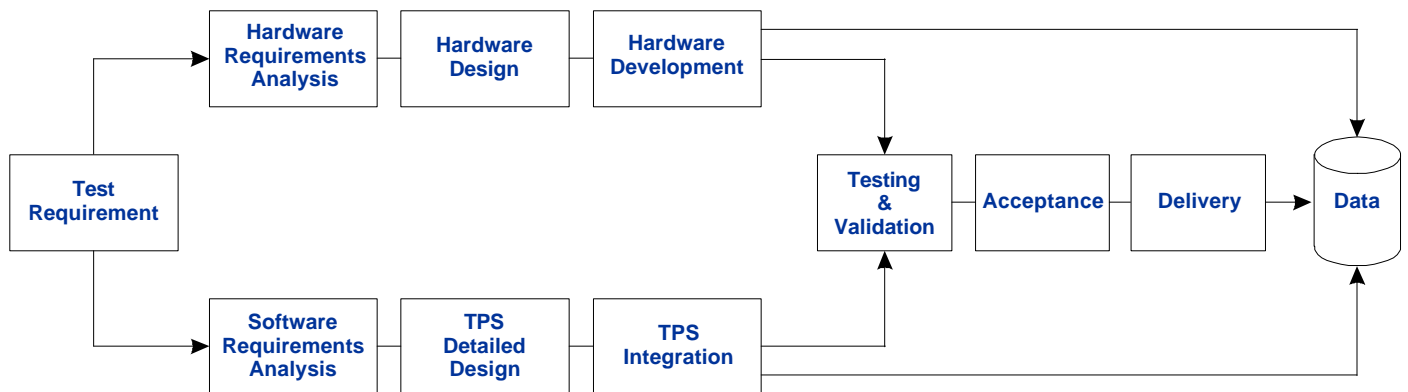 Hardware
Requirements
Analysis
Hardware
Design
Hardware
Development
Test
Requirement
Testing
&
Validation
Acceptance
Delivery
Data
Software
Requirements
Analysis
TPS
Detailed
Design
TPS
Integration